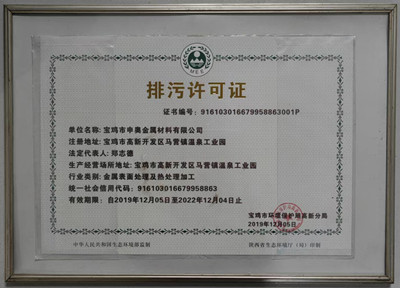 MEE
排污许可证
证书编号：916103016679958863001P
单位名称：宝鸡市申奥金属材料有限公司
注册地址：宝鸡市高新开发区马营镇温泉工业园
法定代表人：邱志德
生产经营场所地址：宝鸡市高新开发区马营镇温泉工业园
行业类别：金属表面处理及热处理加工
统一社会信用代码：916103016679958863
有效期限：自2019年12月05日至2022年12月04日止
宝鸡市环境保护局高新分局
2019年12月05日
中华人民共和国生态环境部监制
陕西省生态环境厅（局）印制